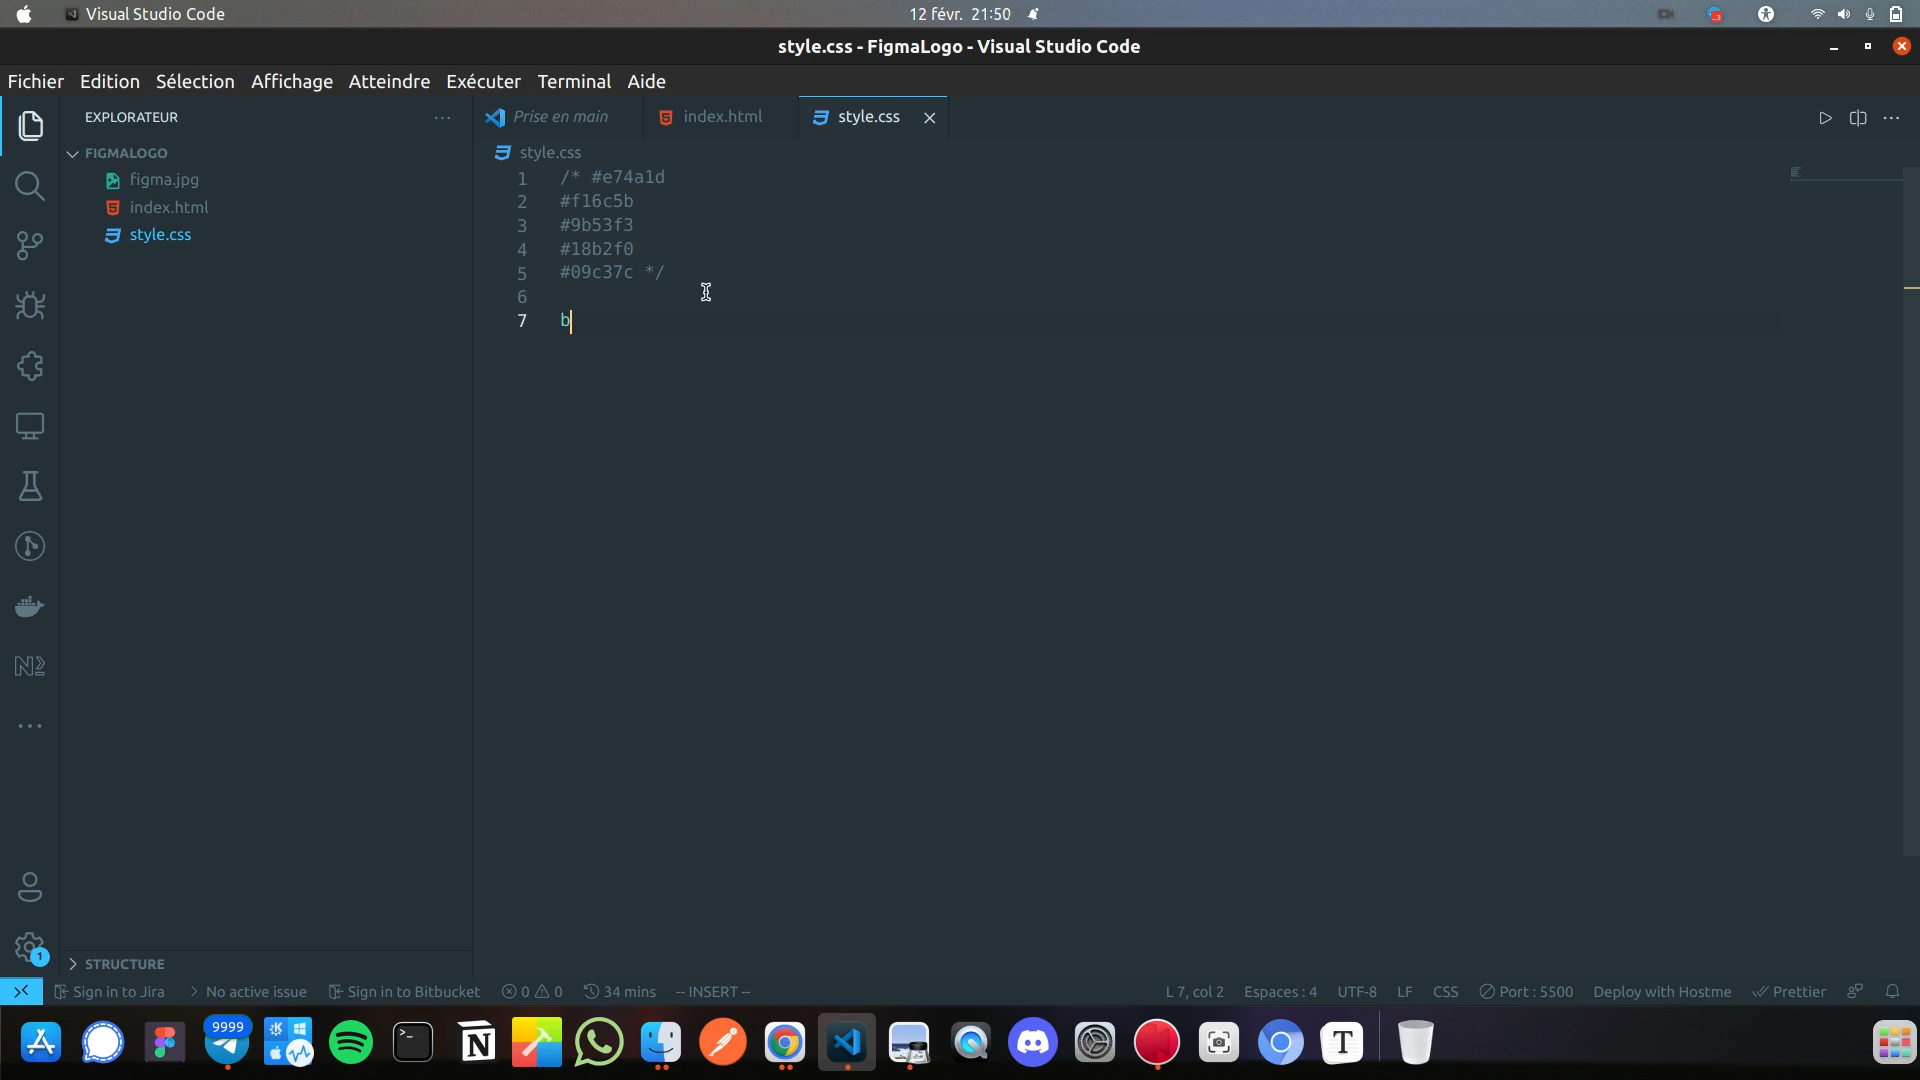 Visual Studio Code
12 févr. 21:50
style.css - FigmaLogo - Visual Studio Code
Fichier Edition Sélection Affichage Atteindre Exécuter Terminal Aide
EXPLORATEUR
FIGMALOGO
figma.jpg
index.html
style.css
STRUCTURE
Prise en main
index.html
style.css
style.css
1 /* #e74a1d
2 #f16c5b
3 #9b53f3
4 #18b2f0
5 #09c37c */
6
7 b
1
Sign in to Jira No active issue Sign in to Bitbucket 0 0 34 mins -- INSERT -- L 7, col 2 Espaces : 4 UTF-8 LF CSS Port : 5500 Deploy with Hostme Prettier
9999